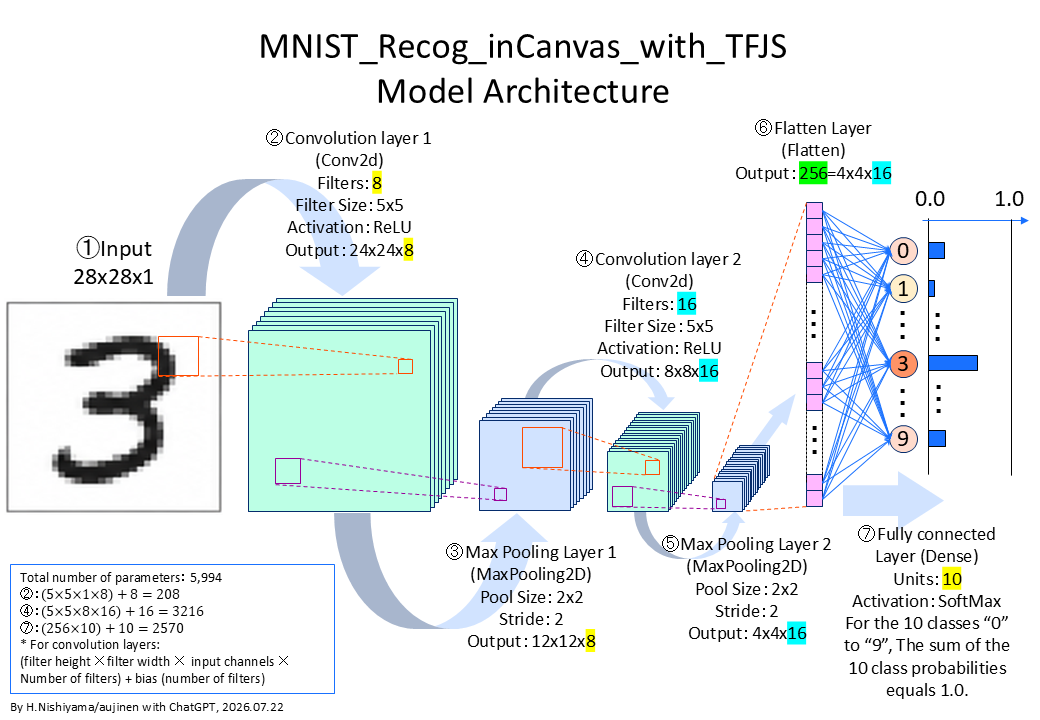 MNIST_Recog_inCanvas_with_TFJS
Model Architecture
①Input
28x28x1
②Convolution layer 1
(Conv2d)
Filters: 8
Filter Size: 5x5
Activation: ReLU
Output: 24x24x8
③Max Pooling Layer 1
(MaxPooling2D)
Pool Size: 2x2
Stride: 2
Output: 12x12x8
④Convolution layer 2
(Conv2d)
Filters: 16
Filter Size: 5x5
Activation: ReLU
Output: 8x8x16
⑤Max Pooling Layer 2
(MaxPooling2D)
Pool Size: 2x2
Stride: 2
Output: 4x4x16
⑥Flatten Layer
(Flatten)
Output: 256=4x4x16
0.0 1.0
0
1
3
9
⑦Fully connected
Layer (Dense)
Units: 10
Activation: SoftMax
For the 10 classes “0”
to “9”, The sum of the
10 class probabilities
equals 1.0.
3
Total number of parameters: 5,994
②: (5×5×1×8) + 8 = 208
④: (5×5×8×16) + 16 = 3216
⑦: (256×10) + 10 = 2570
* For convolution layers:
(filter height × filter width × input channels ×
Number of filters) + bias (number of filters)
By H.Nishiyama/aujinen with ChatGPT, 2026.07.22